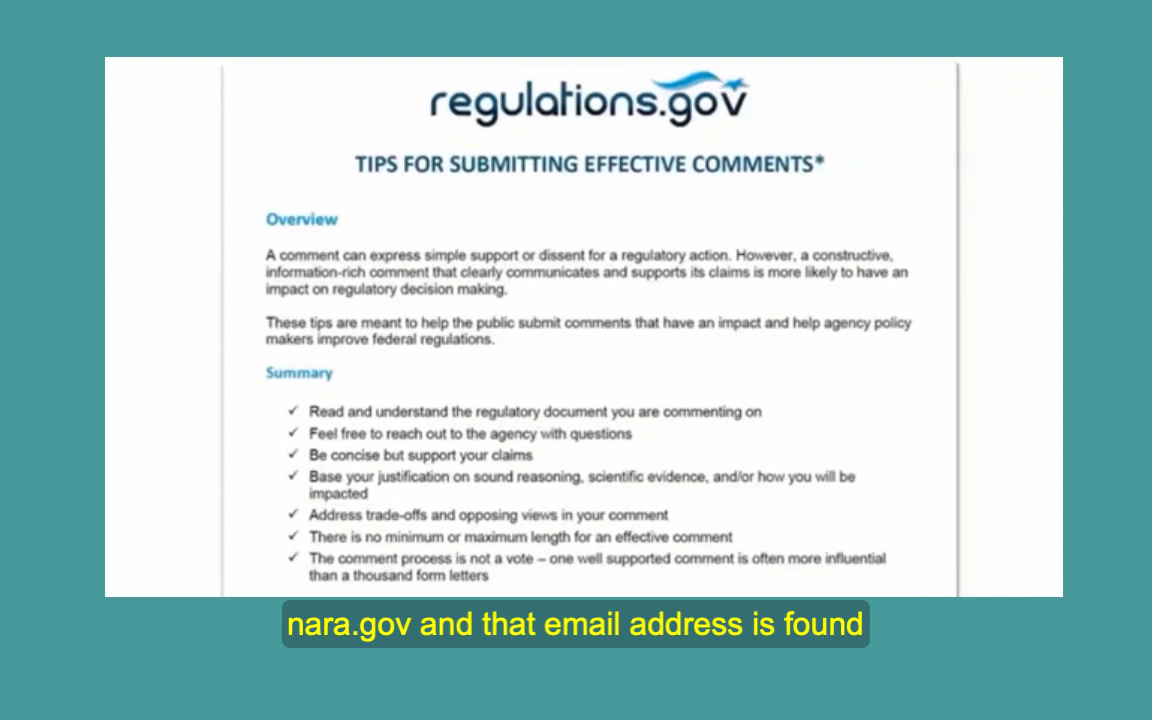 regulations.gov
TIPS FOR SUBMITTING EFFECTIVE COMMENTS*
Overview
A comment can express simple support or dissent for a regulatory action. However, a constructive,
information-rich comment that clearly communicates and supports its claims is more likely to have an
impact on regulatory decision making.
These tips are meant to help the public submit comments that have an impact and help agency policy
makers improve federal regulations.
Summary
✓ Read and understand the regulatory document you are commenting on
✓ Feel free to reach out to the agency with questions
✓ Be concise but support your claims
✓ Base your justification on sound reasoning, scientific evidence, and/or how you will be
impacted
✓ Address trade-offs and opposing views in your comment
✓ There is no minimum or maximum length for an effective comment
✓ The comment process is not a vote – one well supported comment is often more influential
than a thousand form letters
nara.gov and that email address is found